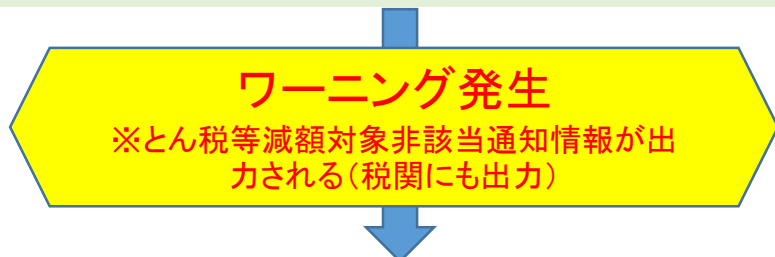 ワーニング発生
※とん税等減額対象非該当通知情報が出
力される(税関にも出力)